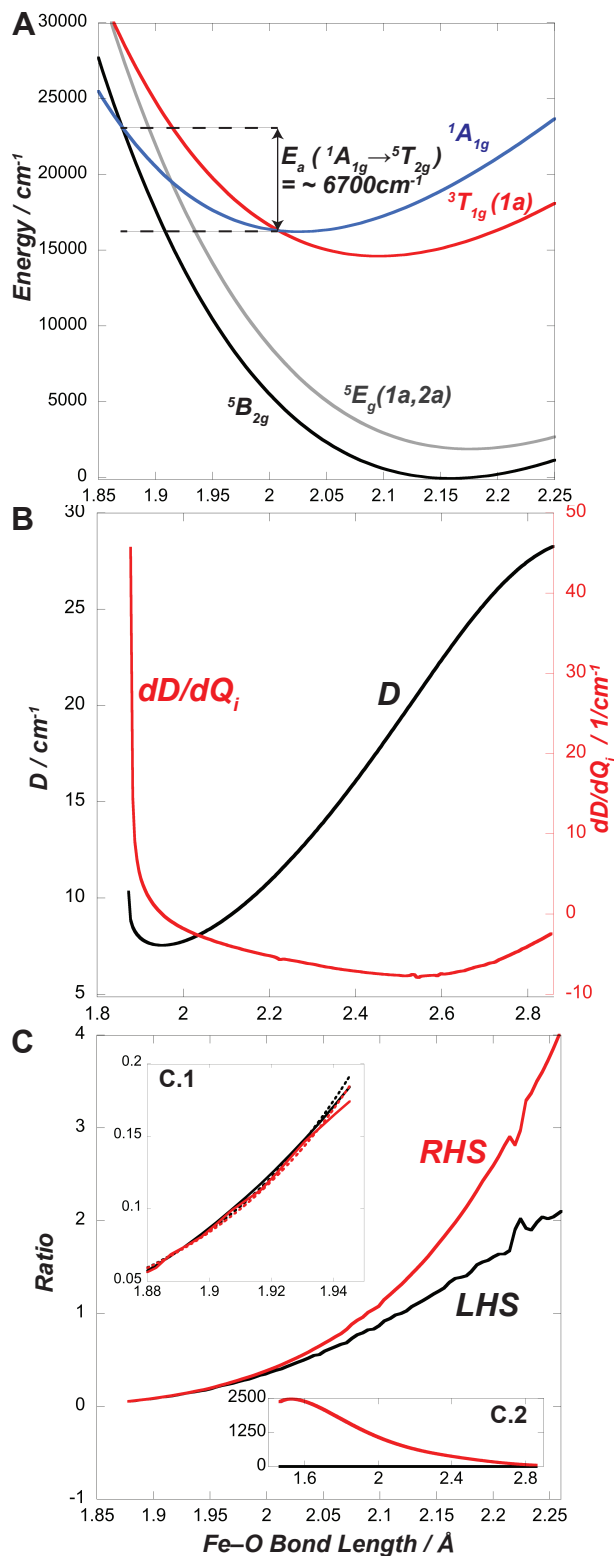 A
30000
25000
20000
15000
10000
5000
0
Energy / cm⁻¹
Eₐ ( ¹A₁g→⁵T₂g )
= ~ 6700cm⁻¹
¹A₁g
³T₁g (1a)
⁵E_g(1a,2a)
⁵B₂g
1.85 1.9 1.95 2 2.05 2.1 2.15 2.2 2.25
B
30
25
20
15
10
5
D / cm⁻¹
dD/dQᵢ
D
50
40
30
20
10
0
-10
dD/dQᵢ / 1/cm⁻¹
1.8 2 2.2 2.4 2.6 2.8
C
4
3
2
1
0
-1
Ratio
C.1
0.2
0.15
0.1
0.05
1.88 1.9 1.92 1.94
RHS
LHS
C.2
2500
1250
0
1.6 2 2.4 2.8
1.85 1.9 1.95 2 2.05 2.1 2.15 2.2 2.25
Fe–O Bond Length / Å